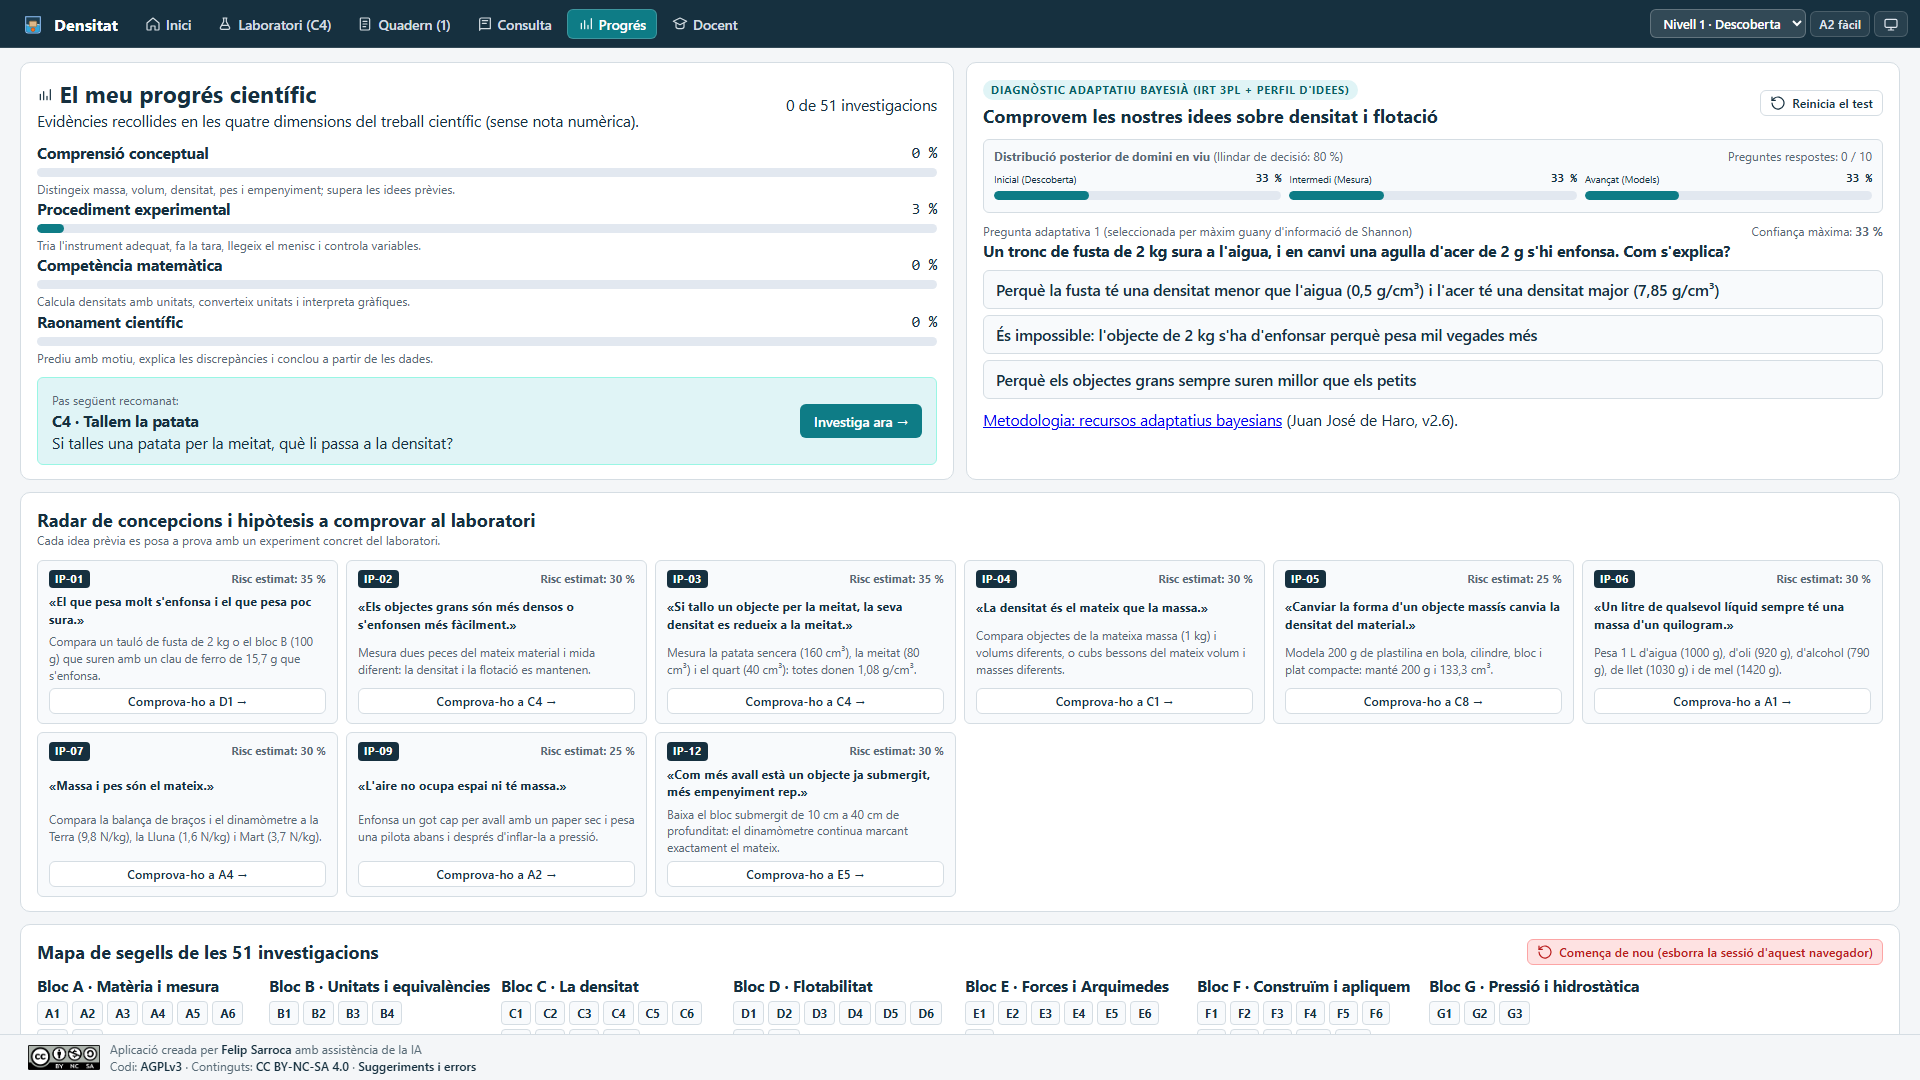 Densitat
Inici
Laboratori (C4)
Quadern (1)
Consulta
Progrés
Docent
Nivell 1 · Descoberta
A2 fàcil
El meu progrés científic
Evidències recollides en les quatre dimensions del treball científic (sense nota numèrica).
0 de 51 investigacions
Comprensió conceptual 0 %
Distingeix massa, volum, densitat, pes i empenyiment; supera les idees prèvies.
Procediment experimental 3 %
Tria l'instrument adequat, fa la tara, llegeix el menisc i controla variables.
Competència matemàtica 0 %
Calcula densitats amb unitats, converteix unitats i interpreta gràfiques.
Raonament científic 0 %
Prediu amb motiu, explica les discrepàncies i conclou a partir de les dades.
Pas següent recomanat:
C4 · Tallem la patata
Si talles una patata per la meitat, què li passa a la densitat?
Investiga ara →
DIAGNÒSTIC ADAPTATIU BAYESIÀ (IRT 3PL + PERFIL D'IDEES)
Comprovem les nostres idees sobre densitat i flotació
Reinicia el test
Distribució posterior de domini en viu (llindar de decisió: 80 %)
Preguntes respostes: 0 / 10
Inicial (Descoberta) 33 %
Intermedi (Mesura) 33 %
Avançat (Models) 33 %
Pregunta adaptativa 1 (seleccionada per màxim guany d'informació de Shannon)
Confiança màxima: 33 %
Un tronc de fusta de 2 kg sura a l'aigua, i en canvi una agulla d'acer de 2 g s'hi enfonsa. Com s'explica?
Perquè la fusta té una densitat menor que l'aigua (0,5 g/cm³) i l'acer té una densitat major (7,85 g/cm³)
És impossible: l'objecte de 2 kg s'ha d'enfonsar perquè pesa mil vegades més
Perquè els objectes grans sempre suren millor que els petits
Metodologia: recursos adaptatius bayesians (Juan José de Haro, v2.6).
Radar de concepcions i hipòtesis a comprovar al laboratori
Cada idea prèvia es posa a prova amb un experiment concret del laboratori.
IP-01 Risc estimat: 35 %
«El que pesa molt s'enfonsa i el que pesa poc
sura.»
Compara un tauló de fusta de 2 kg o el bloc B (100
g) que suren amb un clau de ferro de 15,7 g que
s'enfonsa.
Comprova-ho a D1 →
IP-02 Risc estimat: 30 %
«Els objectes grans són més densos o
s'enfonsen més fàcilment.»
Mesura dues peces del mateix material i mida
diferent: la densitat i la flotació es mantenen.
Comprova-ho a C4 →
IP-03 Risc estimat: 35 %
«Si tallo un objecte per la meitat, la seva
densitat es redueix a la meitat.»
Mesura la patata sencera (160 cm³), la meitat (80
cm³) i el quart (40 cm³): totes donen 1,08 g/cm³.
Comprova-ho a C4 →
IP-04 Risc estimat: 30 %
«La densitat és el mateix que la massa.»
Compara objectes de la mateixa massa (1 kg) i
volums diferents, o cubs bessons del mateix volum i
masses diferents.
Comprova-ho a C1 →
IP-05 Risc estimat: 25 %
«Canviar la forma d'un objecte massís canvia la
densitat del material.»
Modela 200 g de plastilina en bola, cilindre, bloc i
plat compacte: manté 200 g i 133,3 cm³.
Comprova-ho a C8 →
IP-06 Risc estimat: 30 %
«Un litre de qualsevol líquid sempre té una
massa d'un quilogram.»
Pesa 1 L d'aigua (1000 g), d'oli (920 g), d'alcohol (790
g), de llet (1030 g) i de mel (1420 g).
Comprova-ho a A1 →
IP-07 Risc estimat: 30 %
«Massa i pes són el mateix.»
Compara la balança de braços i el dinamòmetre a la
Terra (9,8 N/kg), la Lluna (1,6 N/kg) i Mart (3,7 N/kg).
Comprova-ho a A4 →
IP-09 Risc estimat: 25 %
«L'aire no ocupa espai ni té massa.»
Enfonsa un got cap per avall amb un paper sec i pesa
una pilota abans i després d'inflar-la a pressió.
Comprova-ho a A2 →
IP-12 Risc estimat: 30 %
«Com més avall està un objecte ja submergit,
més empenyiment rep.»
Baixa el bloc submergit de 10 cm a 40 cm de
profunditat: el dinamòmetre continua marcant
exactament el mateix.
Comprova-ho a E5 →
Mapa de segells de les 51 investigacions
Comença de nou (esborra la sessió d'aquest navegador)
Bloc A · Matèria i mesura
A1 A2 A3 A4 A5 A6
Bloc B · Unitats i equivalències
B1 B2 B3 B4
Bloc C · La densitat
C1 C2 C3 C4 C5 C6
Bloc D · Flotabilitat
D1 D2 D3 D4 D5 D6
Bloc E · Forces i Arquimedes
E1 E2 E3 E4 E5 E6
Bloc F · Construïm i apliquem
F1 F2 F3 F4 F5 F6
Bloc G · Pressió i hidrostàtica
G1 G2 G3
CC BY NC SA
Aplicació creada per Felip Sarroca amb assistència de la IA
Codi: AGPLv3 · Continguts: CC BY-NC-SA 4.0 · Suggeriments i errors